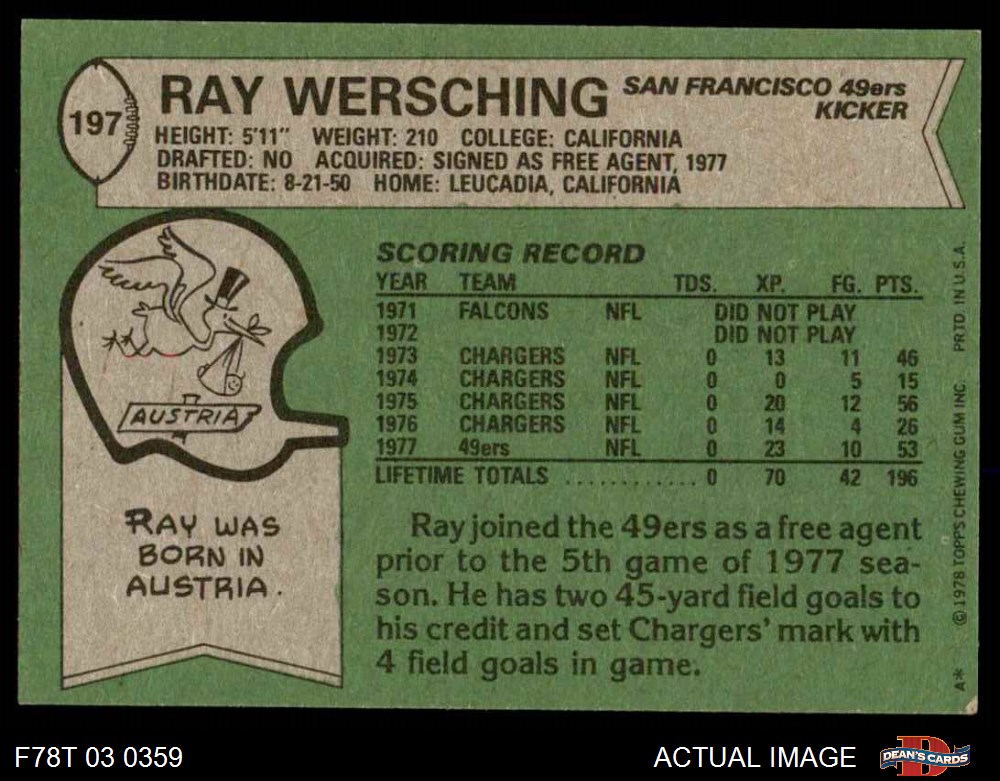 197
RAY WERSCHING
SAN FRANCISCO 49ers
KICKER
HEIGHT: 5'11" WEIGHT: 210 COLLEGE: CALIFORNIA
DRAFTED: NO ACQUIRED: SIGNED AS FREE AGENT, 1977
BIRTHDATE: 8-21-50 HOME: LEUCADIA, CALIFORNIA
AUSTRIA
RAY WAS
BORN IN
AUSTRIA.
SCORING RECORD
YEAR TEAM TDS. XP. FG. PTS.
1971 FALCONS NFL DID NOT PLAY
1972 DID NOT PLAY
1973 CHARGERS NFL 0 13 11 46
1974 CHARGERS NFL 0 0 5 15
1975 CHARGERS NFL 0 20 12 56
1976 CHARGERS NFL 0 14 4 26
1977 49ers NFL 0 23 10 53
LIFETIME TOTALS ............ 0 70 42 196
Ray joined the 49ers as a free agent
prior to the 5th game of 1977 sea-
son. He has two 45-yard field goals to
his credit and set Chargers' mark with
4 field goals in game.
A* © 1978 TOPPS CHEWING GUM INC. PRTD. IN U.S.A.
F78T 03 0359
ACTUAL IMAGE
D
DEAN'S CARDS